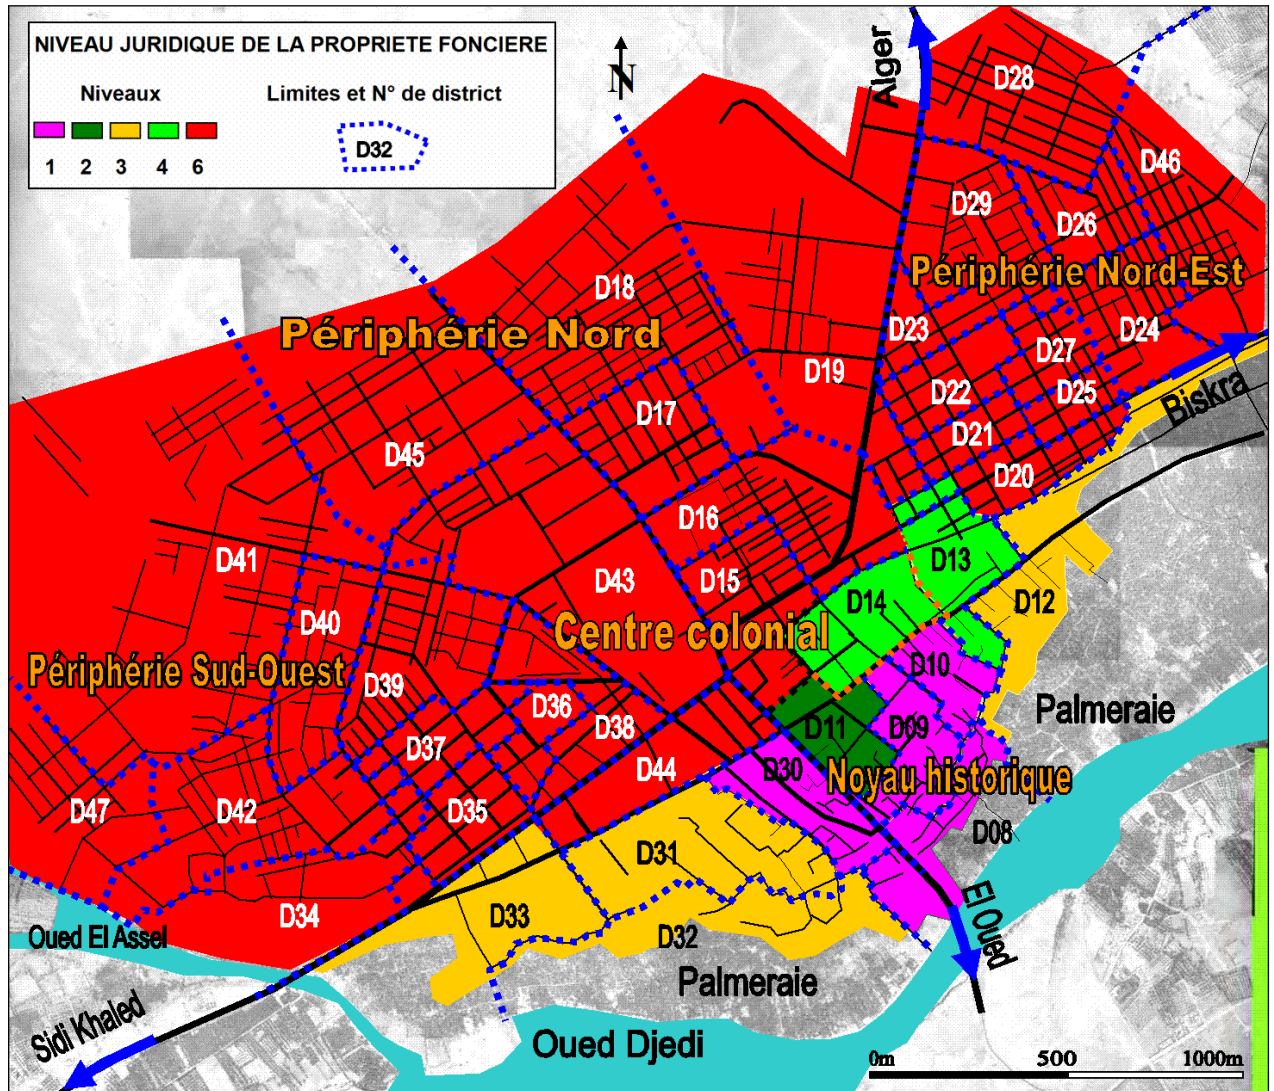 NIVEAU JURIDIQUE DE LA PROPRIETE FONCIERE
Niveaux
Limites et N° de district
1 2 3 4 6
D32
N
Alger
D28
D46
D29
D26
Périphérie Nord-Est
D18
Périphérie Nord
D23
D24
D19
D27
D22
D25
Biskra
D17
D21
D45
D20
D16
D41
D13
D43
D15
D14
D12
D40
Centre colonial
Périphérie Sud-Ouest
D10
D39
D36
Palmeraie
D38
D11
D09
D37
D44
D30
Noyau historique
D47
D42
D35
D08
D31
D34
D33
D32
El Oued
Oued El Assel
Palmeraie
Sidi Khaled
Oued Djedi
0m 500 1000m